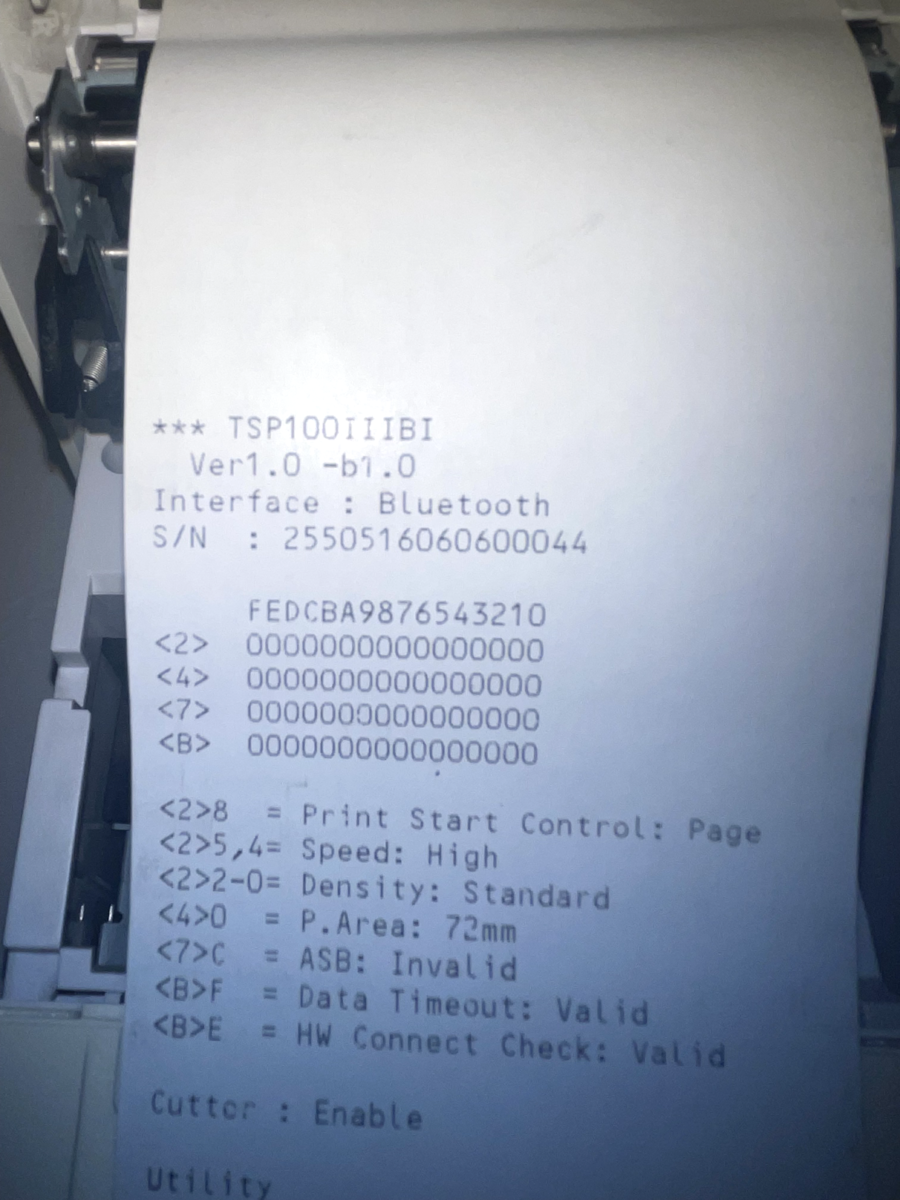 *** TSP100IIIBI
Ver1.0 -b1.0
Interface : Bluetooth
S/N : 2550516060600044
FEDCBA9876543210
<2> 0000000000000000
<4> 0000000000000000
<7> 0000000000000000
<B> 0000000000000000
<2>8 = Print Start Control: Page
<2>5,4= Speed: High
<2>2-0= Density: Standard
<4>0 = P.Area: 72mm
<7>C = ASB: Invalid
<B>F = Data Timeout: Valid
<B>E = HW Connect Check: Valid
Cutter : Enable
Utility